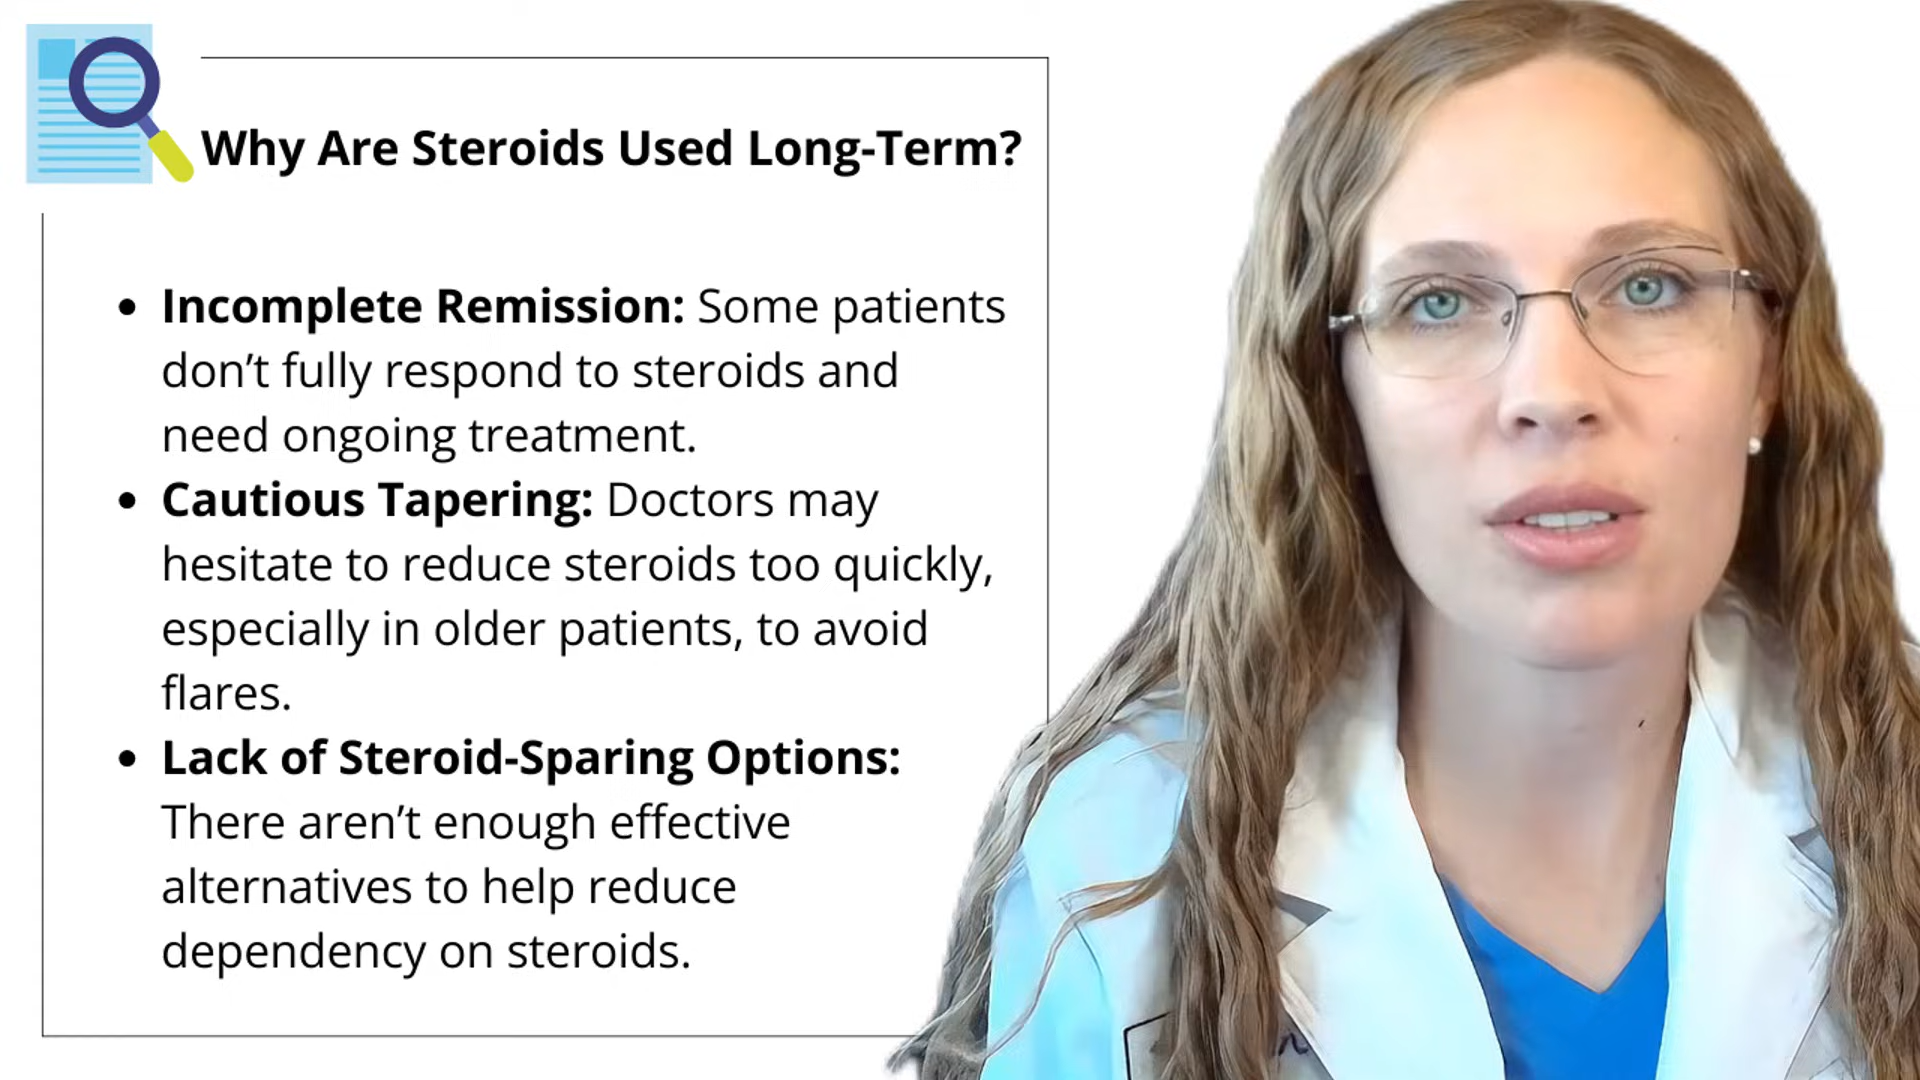 Why Are Steroids Used Long-Term?
• Incomplete Remission: Some patients
don’t fully respond to steroids and
need ongoing treatment.
• Cautious Tapering: Doctors may
hesitate to reduce steroids too quickly,
especially in older patients, to avoid
flares.
• Lack of Steroid-Sparing Options:
There aren’t enough effective
alternatives to help reduce
dependency on steroids.